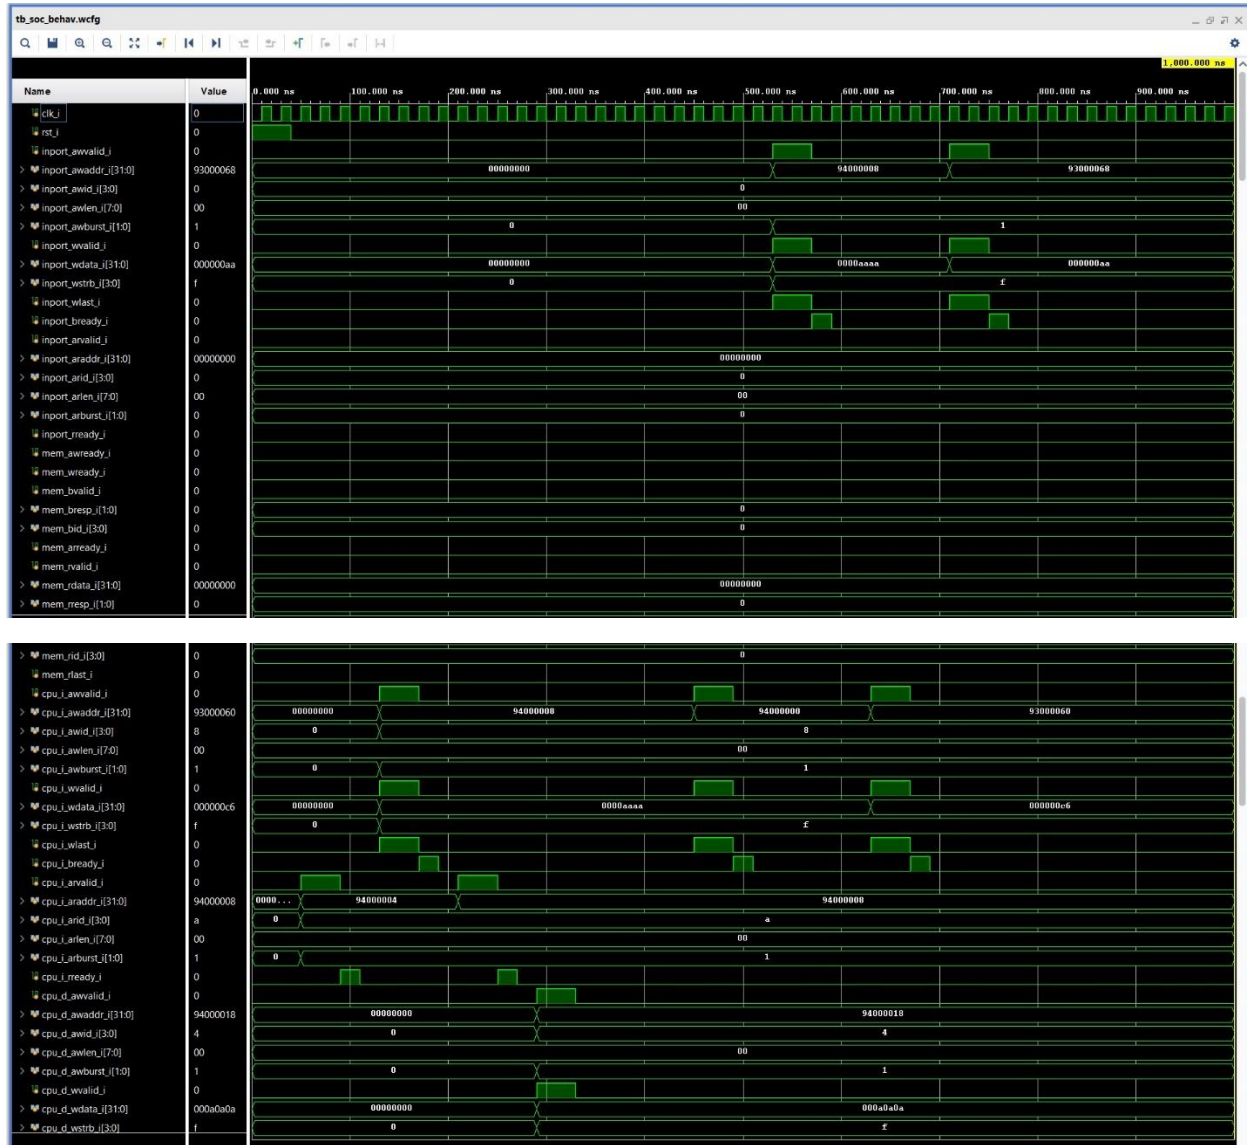 tb_soc_behav.wcfg
1,000.000 ns
Name Value 0.000 ns 100.000 ns 200.000 ns 300.000 ns 400.000 ns 500.000 ns 600.000 ns 700.000 ns 800.000 ns 900.000 ns
clk_i 0
rst_i 0
inport_awvalid_i 0
inport_awaddr_i[31:0] 93000068 00000000 94000008 93000068
inport_awid_i[3:0] 0 0
inport_awlen_i[7:0] 00 00
inport_awburst_i[1:0] 1 0 1
inport_wvalid_i 0
inport_wdata_i[31:0] 000000aa 00000000 0000aaaa 000000aa
inport_wstrb_i[3:0] f 0 f
inport_wlast_i 0
inport_bready_i 0
inport_arvalid_i 0
inport_araddr_i[31:0] 00000000 00000000
inport_arid_i[3:0] 0 0
inport_arlen_i[7:0] 00 00
inport_arburst_i[1:0] 0 0
inport_rready_i 0
mem_awready_i 0
mem_wready_i 0
mem_bvalid_i 0
mem_bresp_i[1:0] 0 0
mem_bid_i[3:0] 0 0
mem_arready_i 0
mem_rvalid_i 0
mem_rdata_i[31:0] 00000000 00000000
mem_rresp_i[1:0] 0 0
mem_rid_i[3:0] 0 0
mem_rlast_i 0
cpu_i_awvalid_i 0
cpu_i_awaddr_i[31:0] 93000060 00000000 94000008 94000000 93000060
cpu_i_awid_i[3:0] 8 0 8
cpu_i_awlen_i[7:0] 00 00
cpu_i_awburst_i[1:0] 1 0 1
cpu_i_wvalid_i 0
cpu_i_wdata_i[31:0] 000000c6 00000000 0000aaaa 000000c6
cpu_i_wstrb_i[3:0] f 0 f
cpu_i_wlast_i 0
cpu_i_bready_i 0
cpu_i_arvalid_i 0
cpu_i_araddr_i[31:0] 94000008 0000... 94000004 94000008
cpu_i_arid_i[3:0] a 0 a
cpu_i_arlen_i[7:0] 00 00
cpu_i_arburst_i[1:0] 1 0 1
cpu_i_rready_i 0
cpu_d_awvalid_i 0
cpu_d_awaddr_i[31:0] 94000018 00000000 94000018
cpu_d_awid_i[3:0] 4 0 4
cpu_d_awlen_i[7:0] 00 00
cpu_d_awburst_i[1:0] 1 0 1
cpu_d_wvalid_i 0
cpu_d_wdata_i[31:0] 000a0a0a 00000000 000a0a0a
cpu_d_wstrb_i[3:0] f 0 f